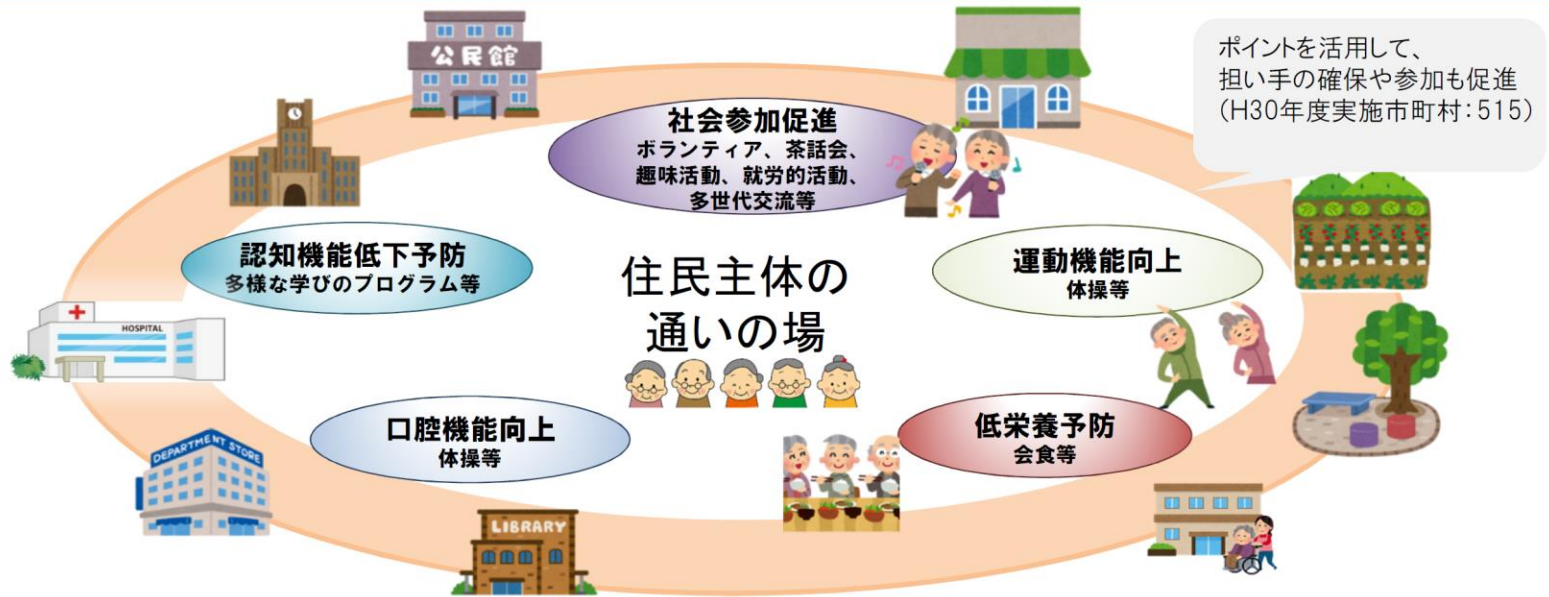 公民館
ポイントを活用して、
担い手の確保や参加も促進
(H30年度実施市町村:515)
社会参加促進
ボランティア、茶話会、
趣味活動、就労的活動、
多世代交流等
認知機能低下予防
多様な学びのプログラム等
住民主体の
通いの場
運動機能向上
体操等
HOSPITAL
口腔機能向上
体操等
低栄養予防
会食等
DEPARTMENT STORE
LIBRARY